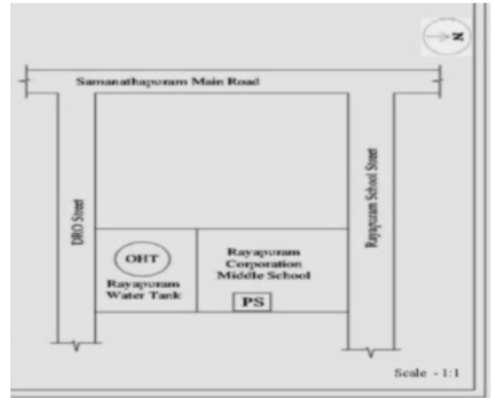 N
Samanathapuram Main Road
DRO Street
Rayapuram School Street
OHT
Rayapuram
Water Tank
Rayapuram
Corporation
Middle School
PS
Scale - 1:1